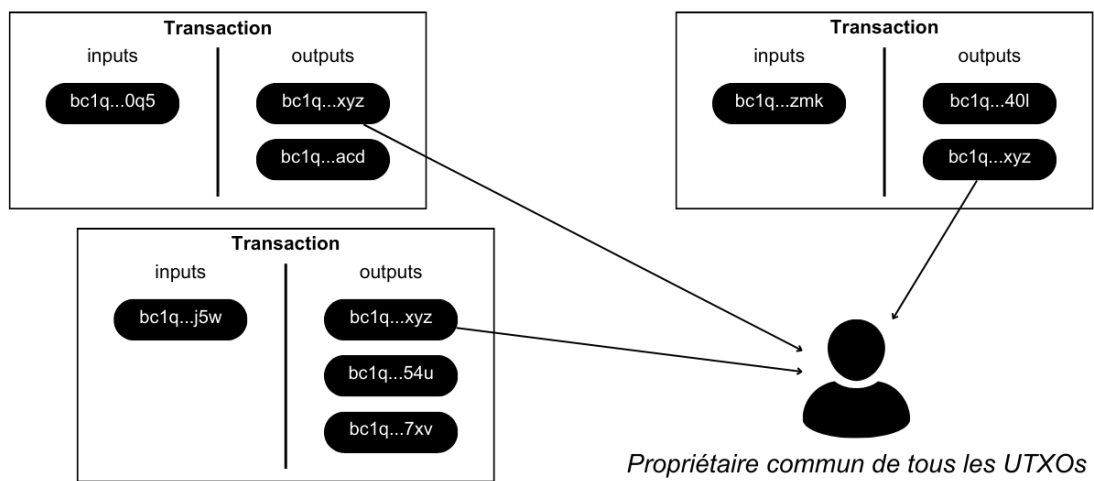 Transaction
inputs outputs
bc1q...0q5 bc1q...xyz
bc1q...acd
Transaction
inputs outputs
bc1q...zmk bc1q...40l
bc1q...xyz
Transaction
inputs outputs
bc1q...j5w bc1q...xyz
bc1q...54u
bc1q...7xv
Propriétaire commun de tous les UTXOs